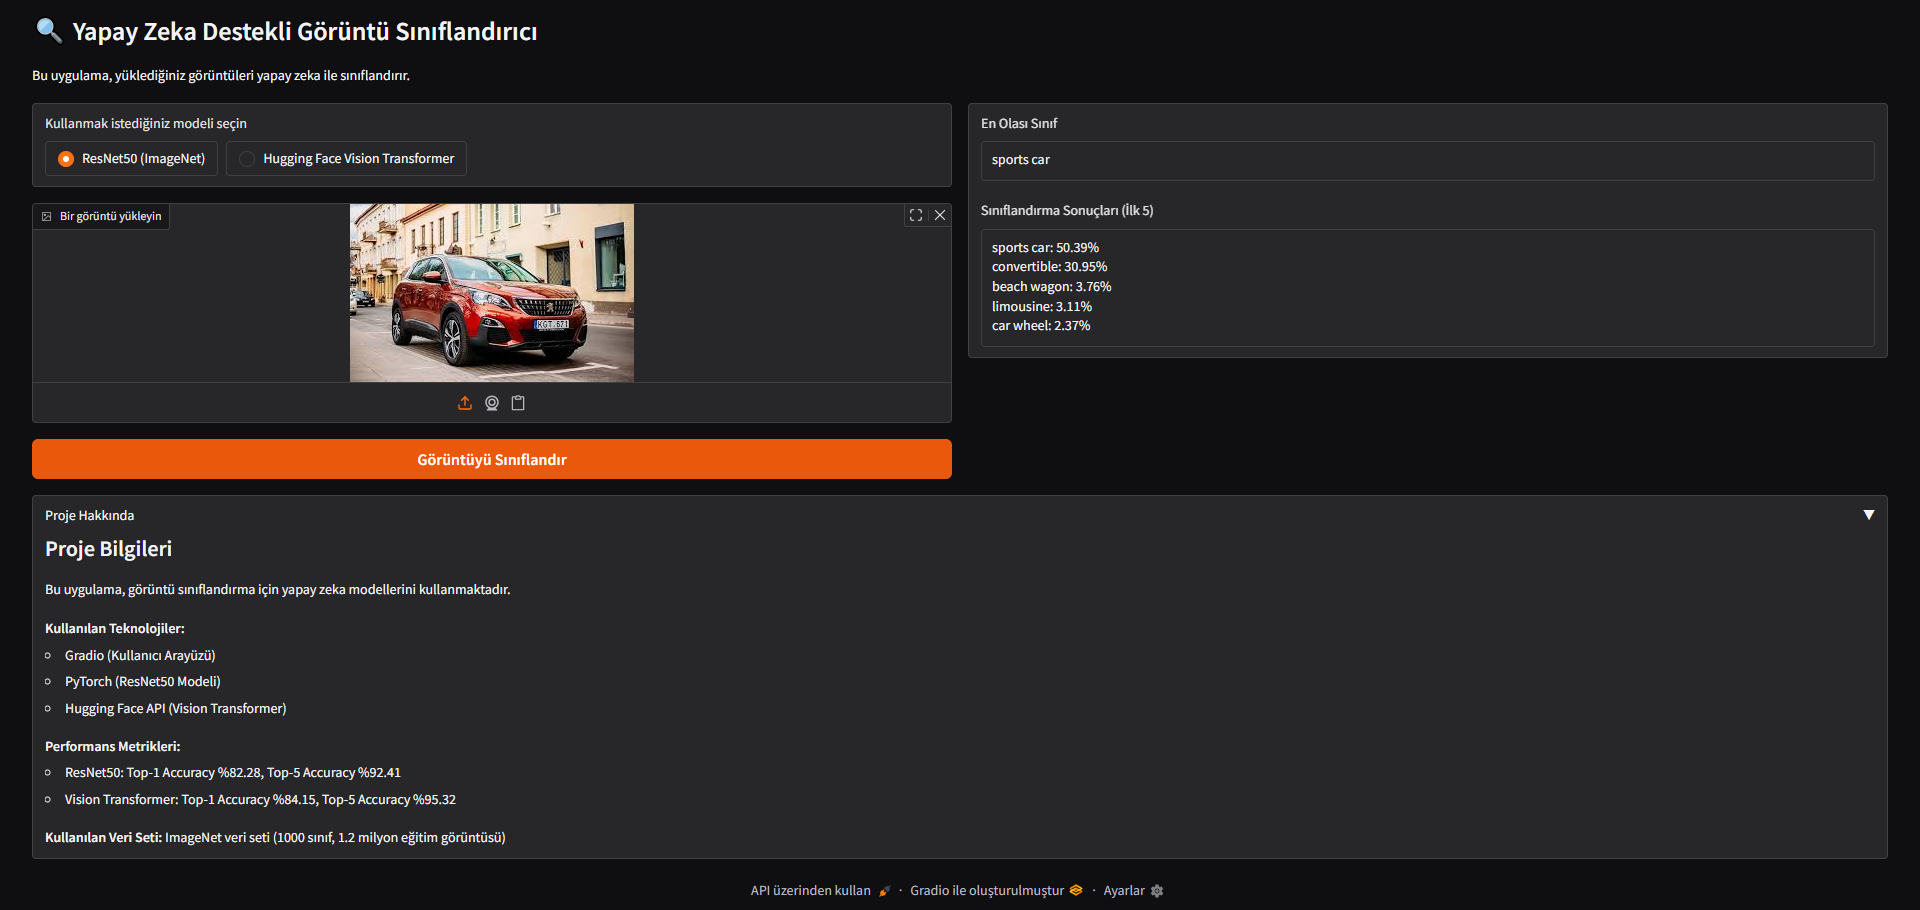 Yapay Zeka Destekli Görüntü Sınıflandırıcı
Bu uygulama, yüklediğiniz görüntüleri yapay zeka ile sınıflandırır.
Kullanmak istediğiniz modeli seçin
ResNet50 (ImageNet)
Hugging Face Vision Transformer
Bir görüntü yükleyin
KGT 671
Görüntüyü Sınıflandır
En Olası Sınıf
sports car
Sınıflandırma Sonuçları (İlk 5)
sports car: 50.39%
convertible: 30.95%
beach wagon: 3.76%
limousine: 3.11%
car wheel: 2.37%
Proje Hakkında
Proje Bilgileri
Bu uygulama, görüntü sınıflandırma için yapay zeka modellerini kullanmaktadır.
Kullanılan Teknolojiler:
Gradio (Kullanıcı Arayüzü)
PyTorch (ResNet50 Modeli)
Hugging Face API (Vision Transformer)
Performans Metrikleri:
ResNet50: Top-1 Accuracy %82.28, Top-5 Accuracy %92.41
Vision Transformer: Top-1 Accuracy %84.15, Top-5 Accuracy %95.32
Kullanılan Veri Seti: ImageNet veri seti (1000 sınıf, 1.2 milyon eğitim görüntüsü)
API üzerinden kullan · Gradio ile oluşturulmuştur · Ayarlar